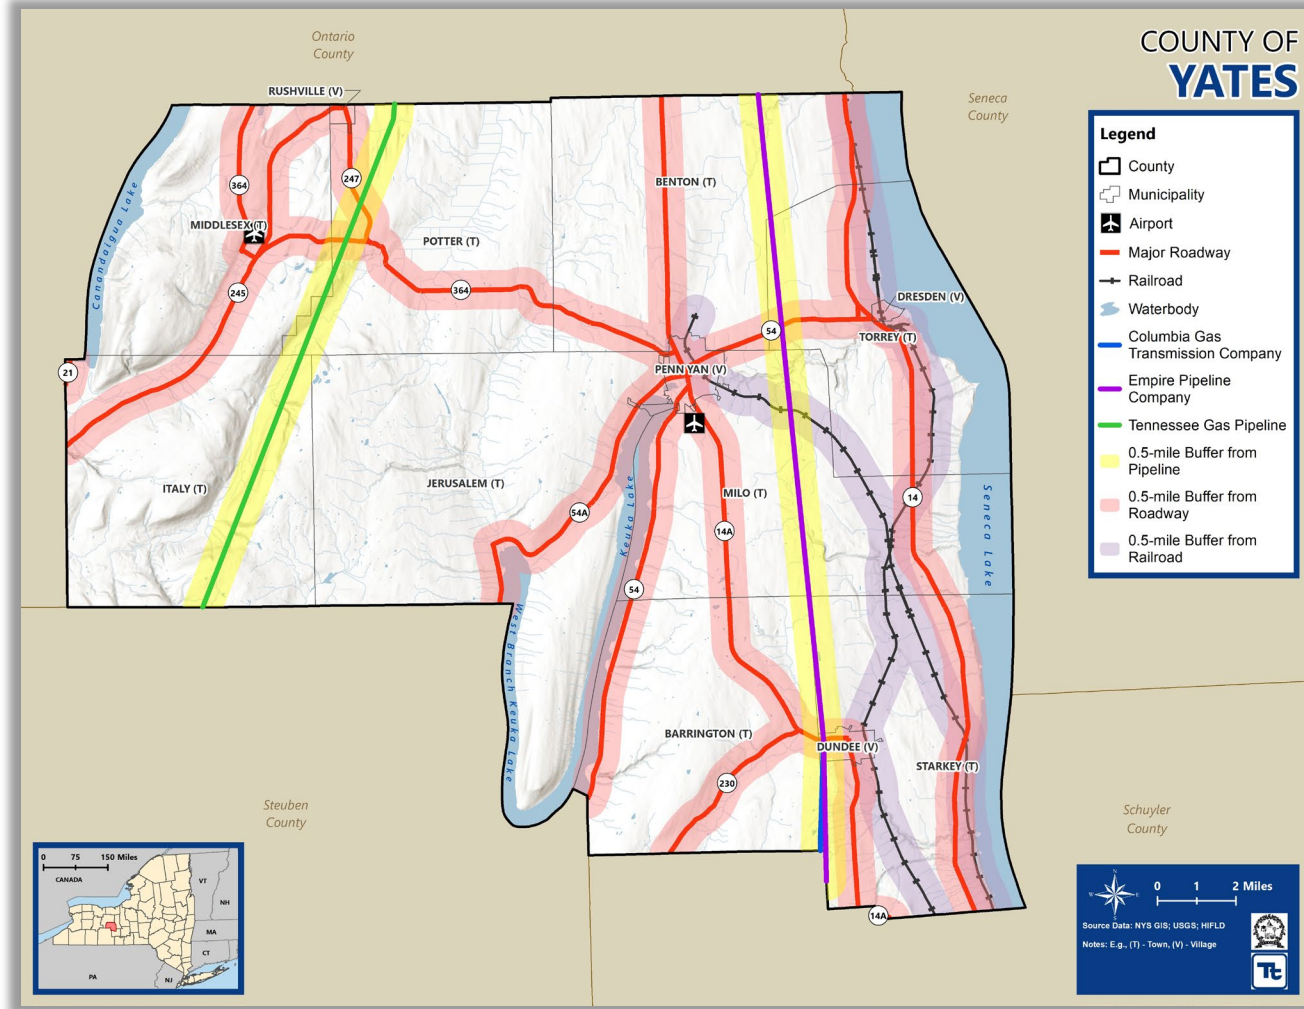 COUNTY OF
YATES
Ontario
County
RUSHVILLE (V)
Seneca
County
Legend
County
Municipality
Airport
Major Roadway
Railroad
Waterbody
Columbia Gas
Transmission Company
Empire Pipeline
Company
Tennessee Gas Pipeline
0.5-mile Buffer from
Pipeline
0.5-mile Buffer from
Roadway
0.5-mile Buffer from
Railroad
364
247
BENTON (T)
MIDDLESEX (T)
POTTER (T)
Canandaigua Lake
245
364
DRESDEN (V)
54
TORREY (T)
21
PENN YAN (V)
ITALY (T)
JERUSALEM (T)
MILO (T)
14
54A
14A
Keuka Lake
Seneca Lake
54
West Branch Keuka Lake
BARRINGTON (T)
DUNDEE (V)
STARKEY (T)
230
14A
Steuben
County
Schuyler
County
0 75 150 Miles
CANADA
VT
NH
MA
CT
PA
NJ
N
W E
S
0 1 2 Miles
Source Data: NYS GIS; USGS; HIFLD
Notes: E.g., (T) - Town, (V) - Village
Tt